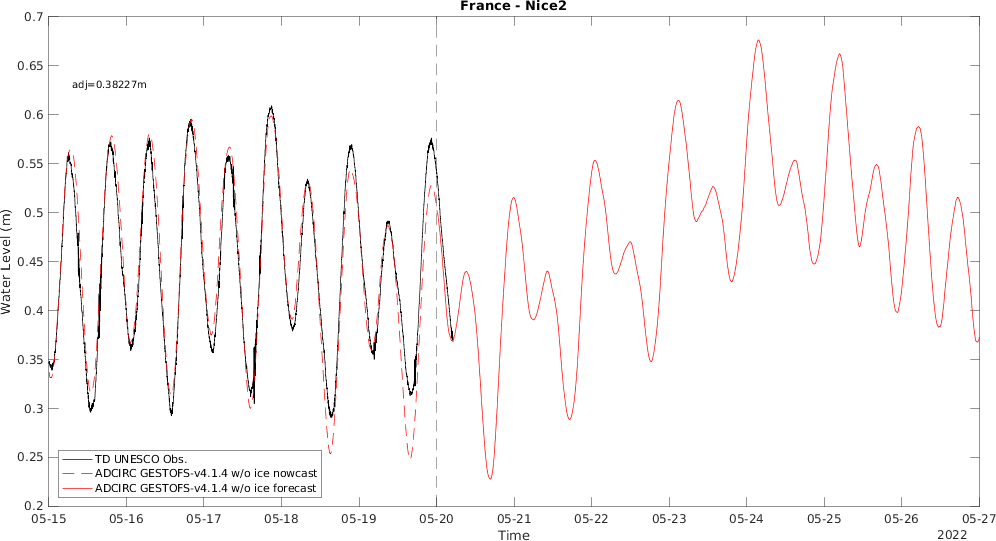 France - Nice2
0.7
0.65
0.6
0.55
0.5
0.45
0.4
0.35
0.3
0.25
0.2
Water Level (m)
adj=0.38227m
TD UNESCO Obs.
ADCIRC GESTOFS-v4.1.4 w/o ice nowcast
ADCIRC GESTOFS-v4.1.4 w/o ice forecast
05-15 05-16 05-17 05-18 05-19 05-20 05-21 05-22 05-23 05-24 05-25 05-26 05-27
Time
2022